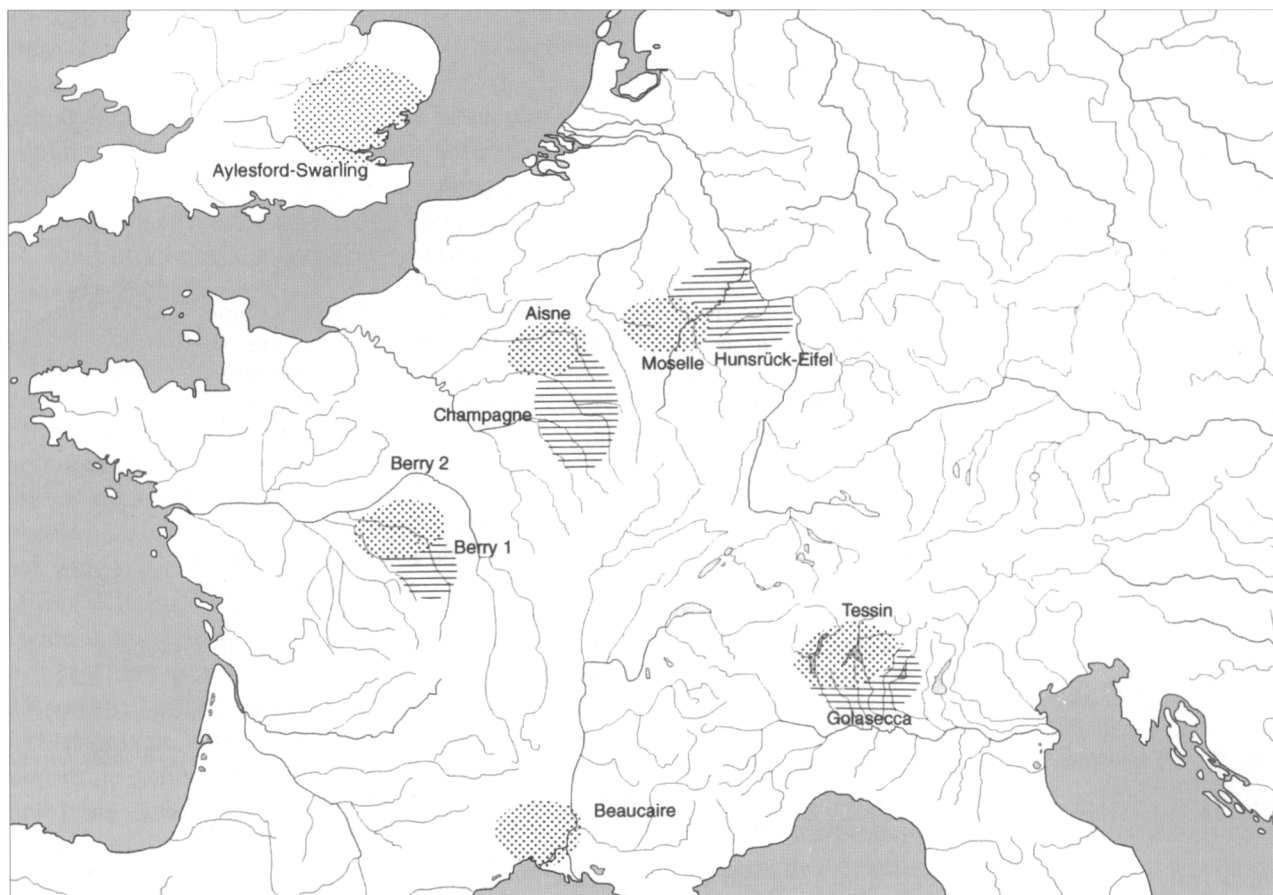 Aylesford-Swarling
Aisne
Moselle
Hunsrück-Eifel
Champagne
Berry 2
Berry 1
Tessin
Golasecca
Beaucaire